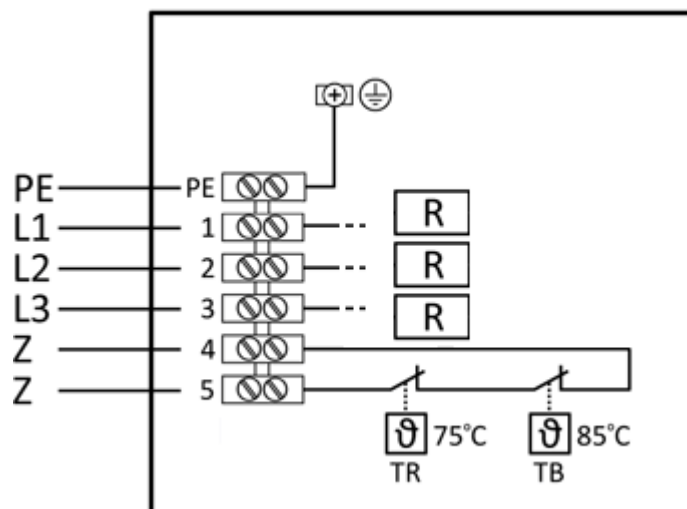 PE PE
L1 1 R
L2 2 R
L3 3 R
Z 4
Z 5
ϑ 75°C ϑ 85°C
TR TB